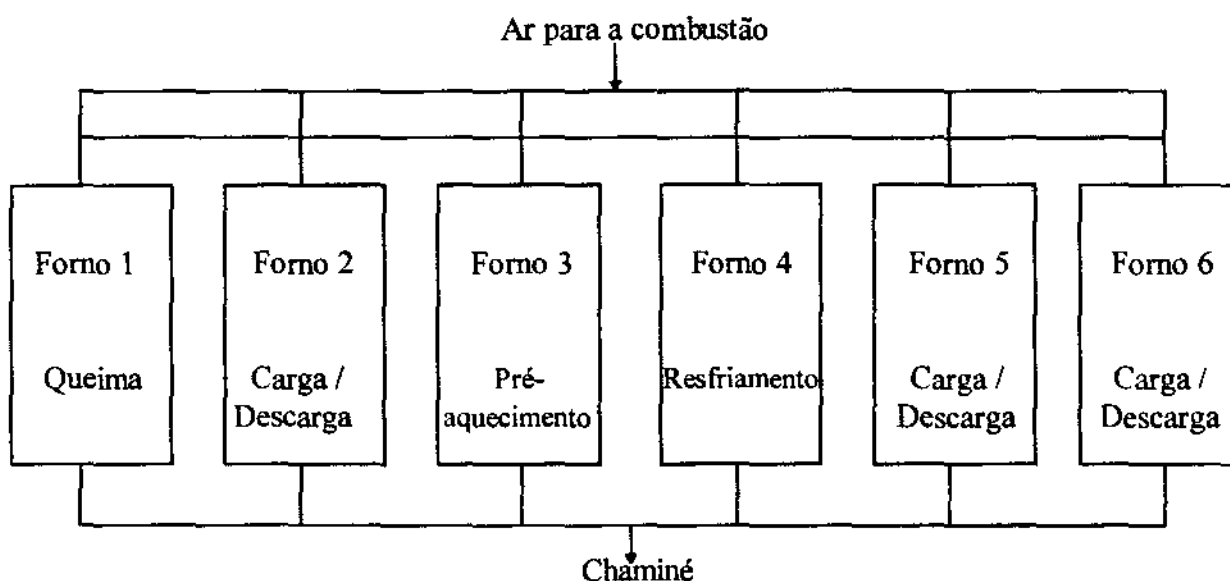 Ar para a combustão
Forno 1
Forno 2
Forno 3
Forno 4
Forno 5
Forno 6
Queima
Carga /
Descarga
Pré-
aquecimento
Resfriamento
Carga /
Descarga
Carga /
Descarga
Chaminé